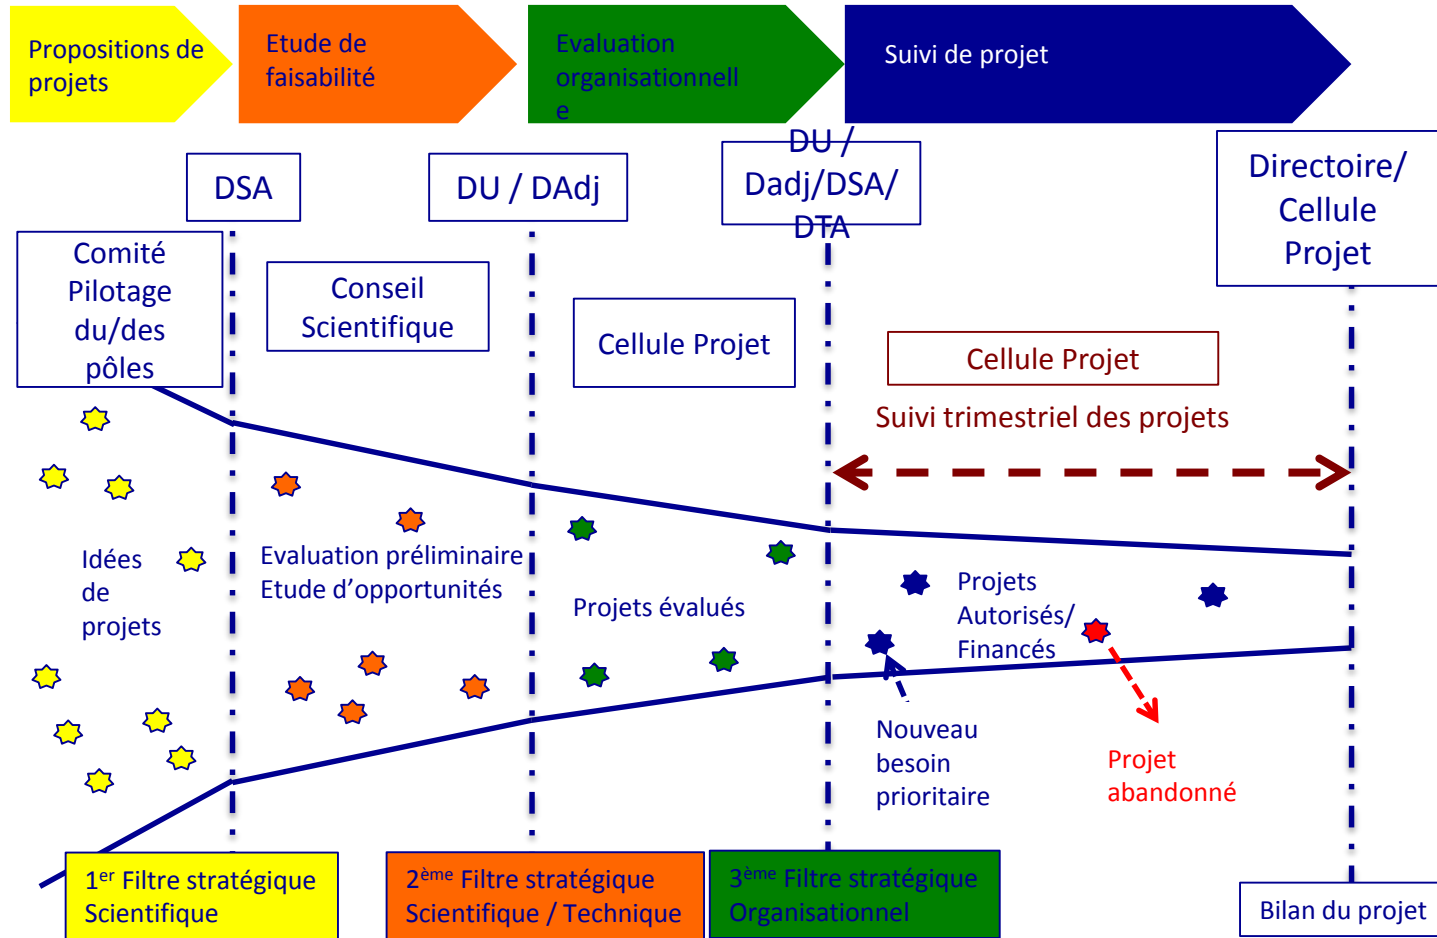 Propositions de
projets
Etude de
faisabilité
Evaluation
organisationnell
e
Suivi de projet
DSA
DU / DAdj
DU /
Dadj/DSA/
DTA
Directoire/
Cellule
Projet
Comité
Pilotage
du/des
pôles
Conseil
Scientifique
Cellule Projet
Cellule Projet
Suivi trimestriel des projets
Idées
de
projets
Evaluation préliminaire
Etude d’opportunités
Projets évalués
Projets
Autorisés/
Financés
Nouveau
besoin
prioritaire
Projet
abandonné
1er Filtre stratégique
Scientifique
2ème Filtre stratégique
Scientifique / Technique
3ème Filtre stratégique
Organisationnel
Bilan du projet